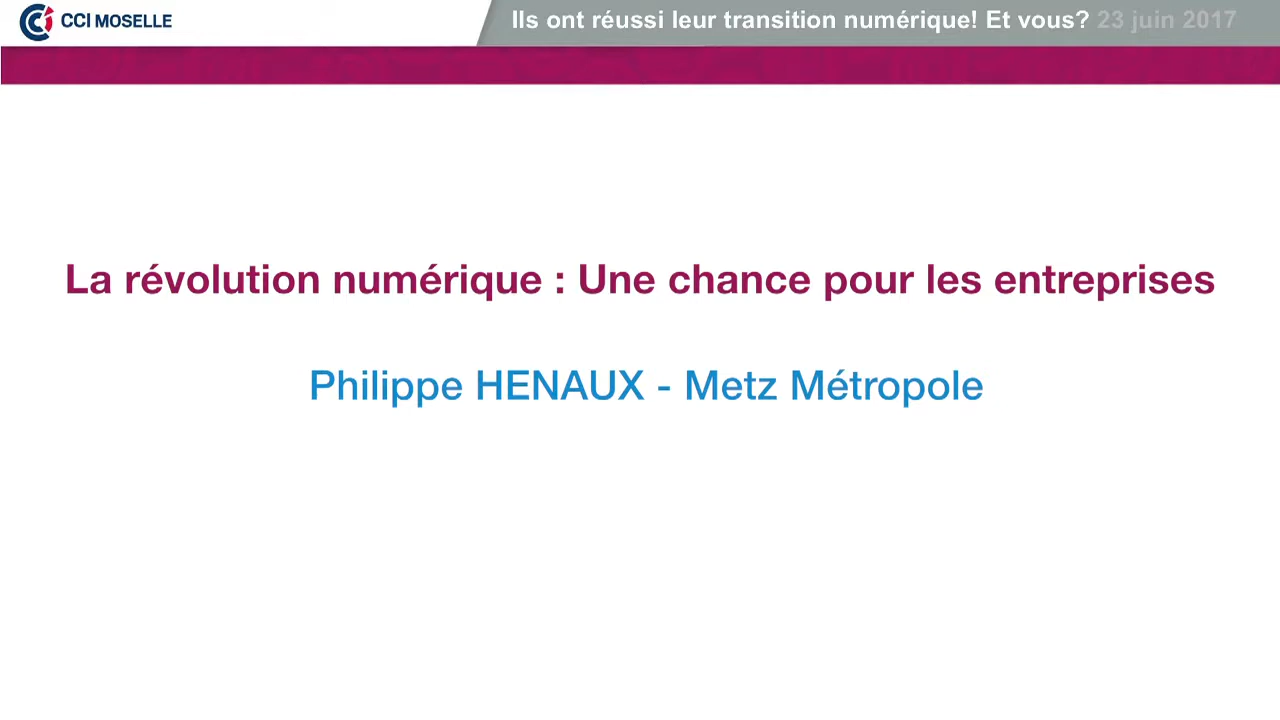 CCI MOSELLE
Ils ont réussi leur transition numérique! Et vous? 23 juin 2017
La révolution numérique : Une chance pour les entreprises
Philippe HENAUX - Metz Métropole